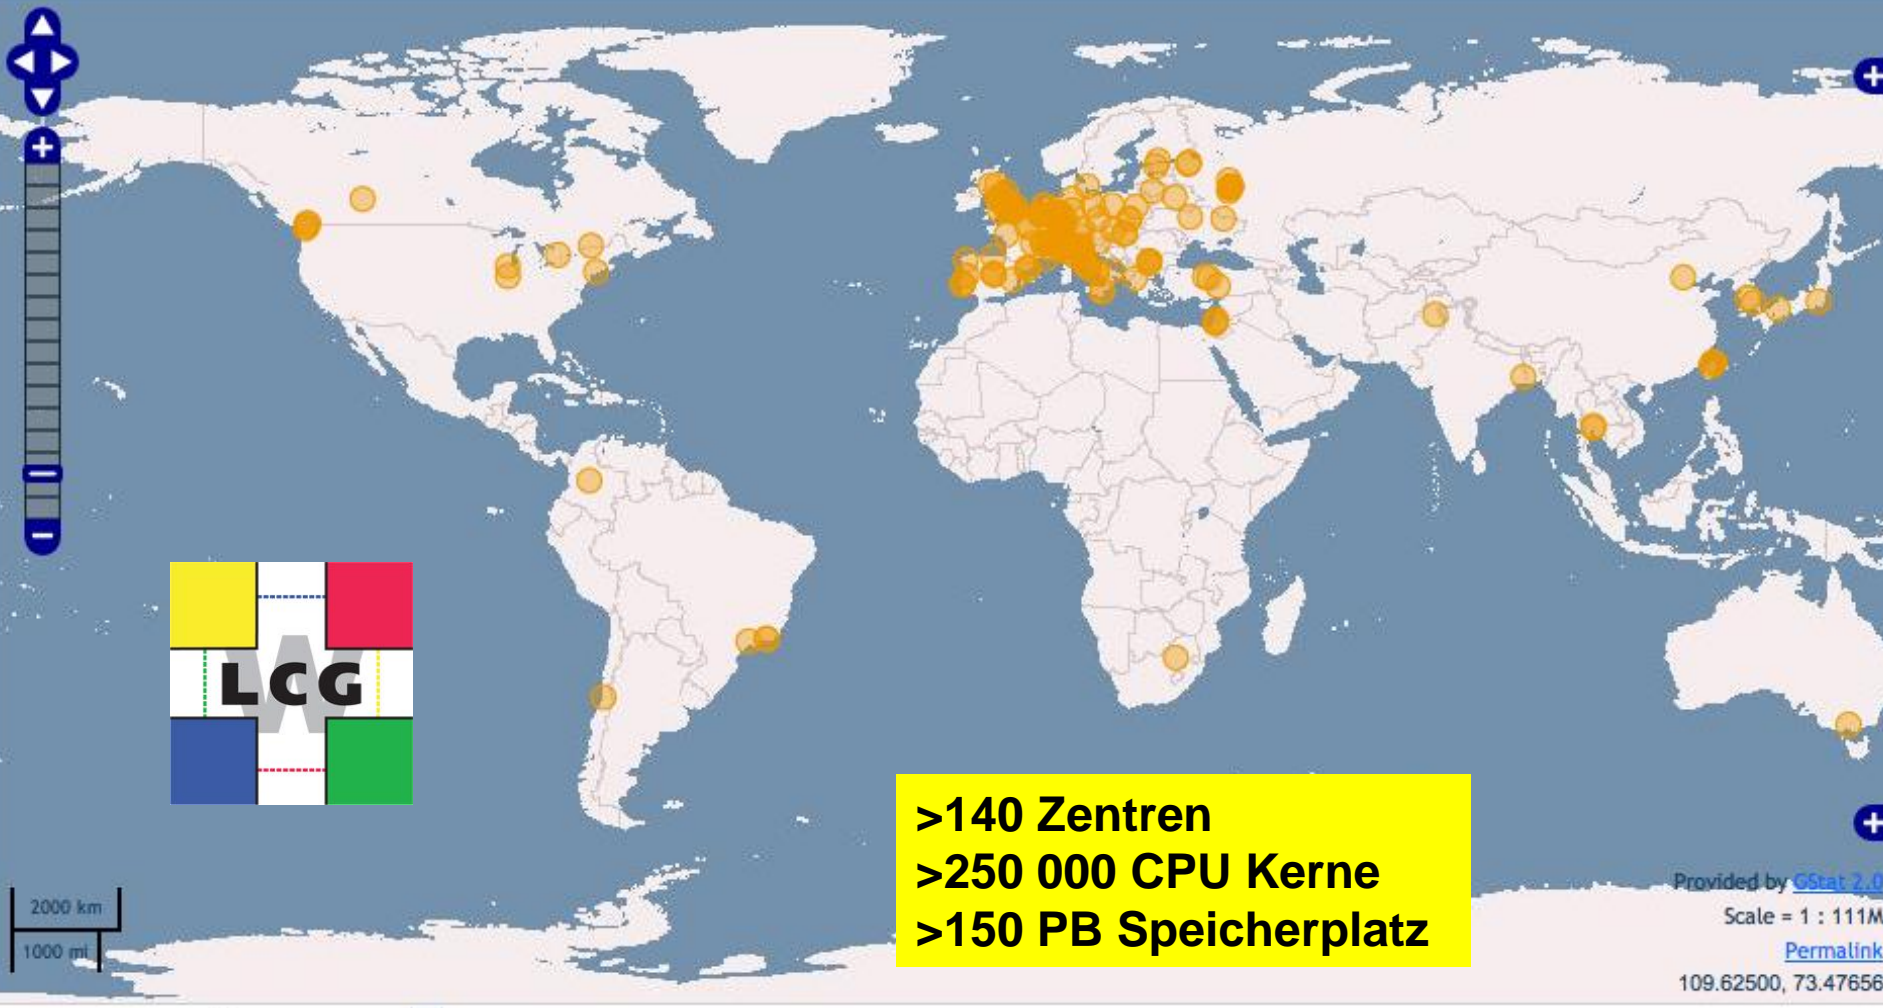 W
LCG
>140 Zentren
>250 000 CPU Kerne
>150 PB Speicherplatz
2000 km
1000 mi
Provided by GStat 2.0
Scale = 1 : 111M
Permalink
109.62500, 73.47656